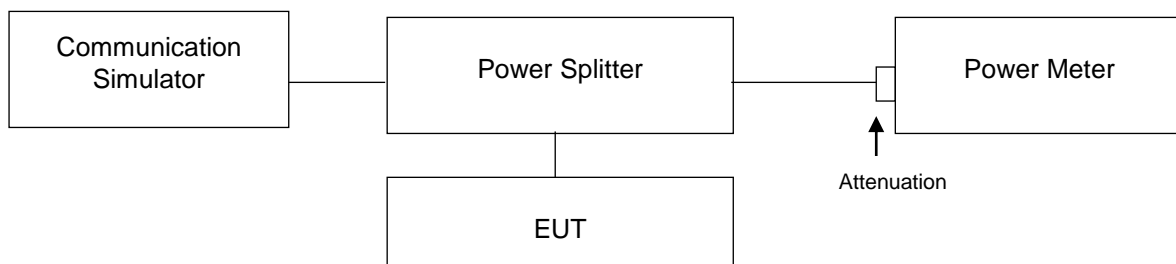 Communication
Simulator
Power Splitter
Power Meter
Attenuation
EUT